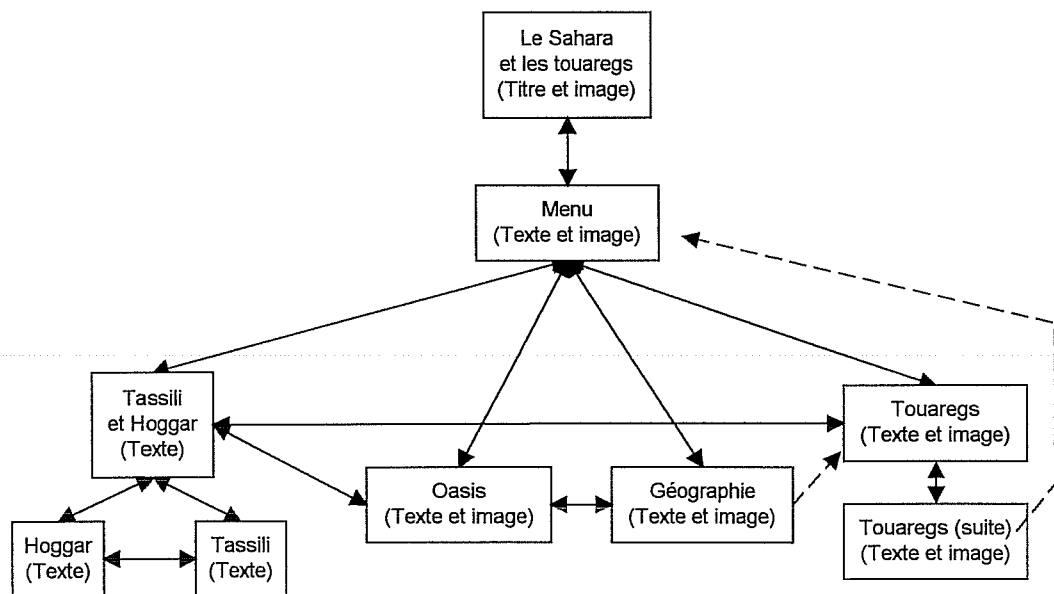 Le Sahara
et les touaregs
(Titre et image)
Menu
(Texte et image)
Tassili
et Hoggar
(Texte)
Touaregs
(Texte et image)
Oasis
(Texte et image)
Géographie
(Texte et image)
Hoggar
(Texte)
Tassili
(Texte)
Touaregs (suite)
(Texte et image)